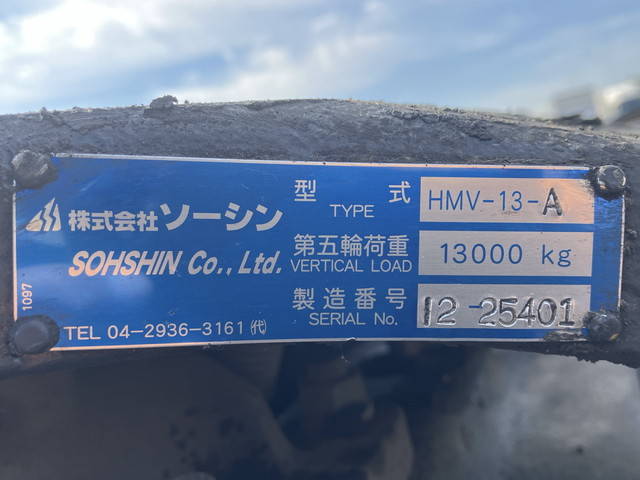 株式会社ソーシン
SOHSHIN Co., Ltd.
TEL 04-2936-3161 ㈹
1097
型式 HMV-13-A
TYPE
第五輪荷重 13000 kg
VERTICAL LOAD
製造番号 12-25401
SERIAL No.